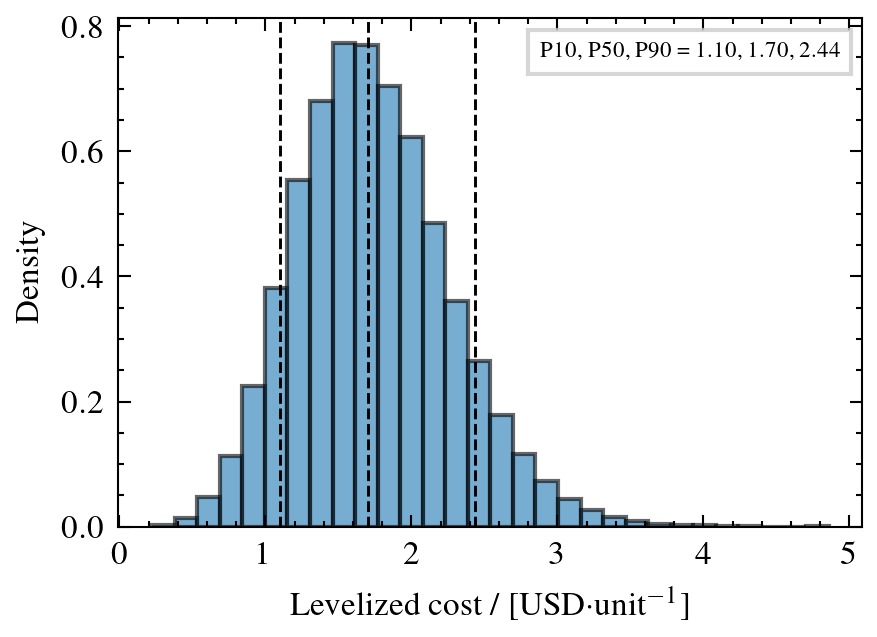 P10, P50, P90 = 1.10, 1.70, 2.44
Density
0.8
0.6
0.4
0.2
0.0
0 1 2 3 4 5
Levelized cost / [USD·unit⁻¹]